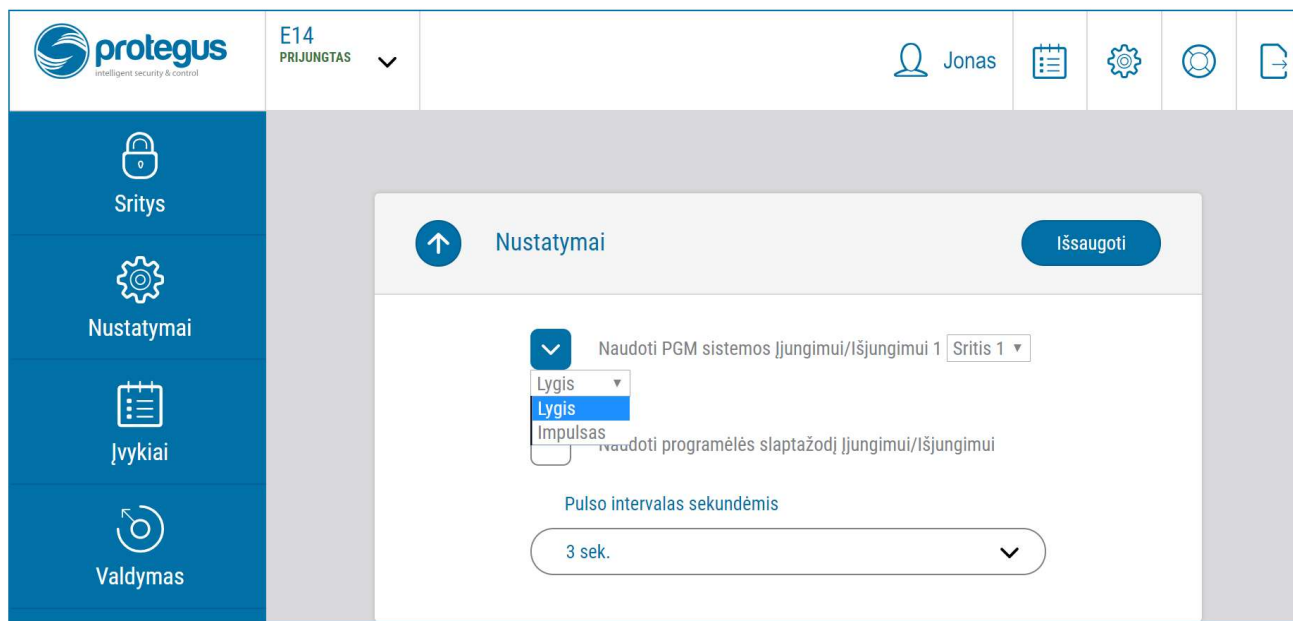 protegus
intelligent security & control
E14
PRIJUNGTAS
Jonas
Sritys
Nustatymai
Įvykiai
Valdymas
Nustatymai
Išsaugoti
Naudoti PGM sistemos Įjungimui/Išjungimui 1 Sritis 1
Lygis
Lygis
Impulsas
Naudoti programėlės slaptažodį Įjungimui/Išjungimui
Pulso intervalas sekundėmis
3 sek.